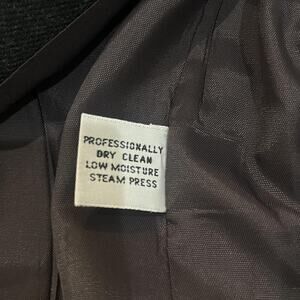 PROFESSIONALLY
DRY CLEAN
LOW MOISTURE
STEAM PRESS